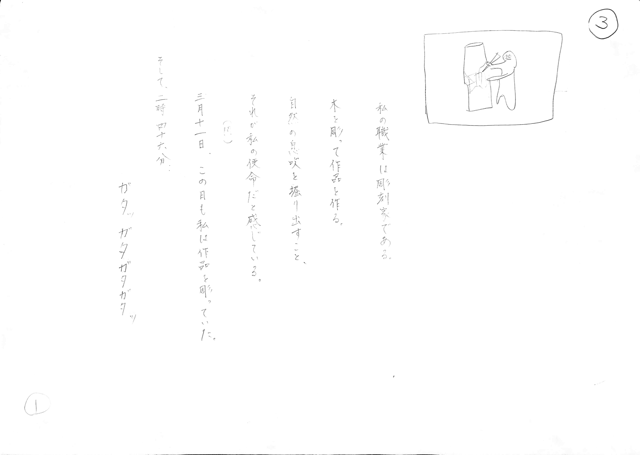 ③
私の職業は彫刻家である。
木を彫って作品を作る。
自然の息吹を掘り出すこと、
それが私の使命だと感じている。
三月十一日、この日も私は作品を彫っていた。
そして、二時四十六分、
ガタッ ガタガタガタッ
①